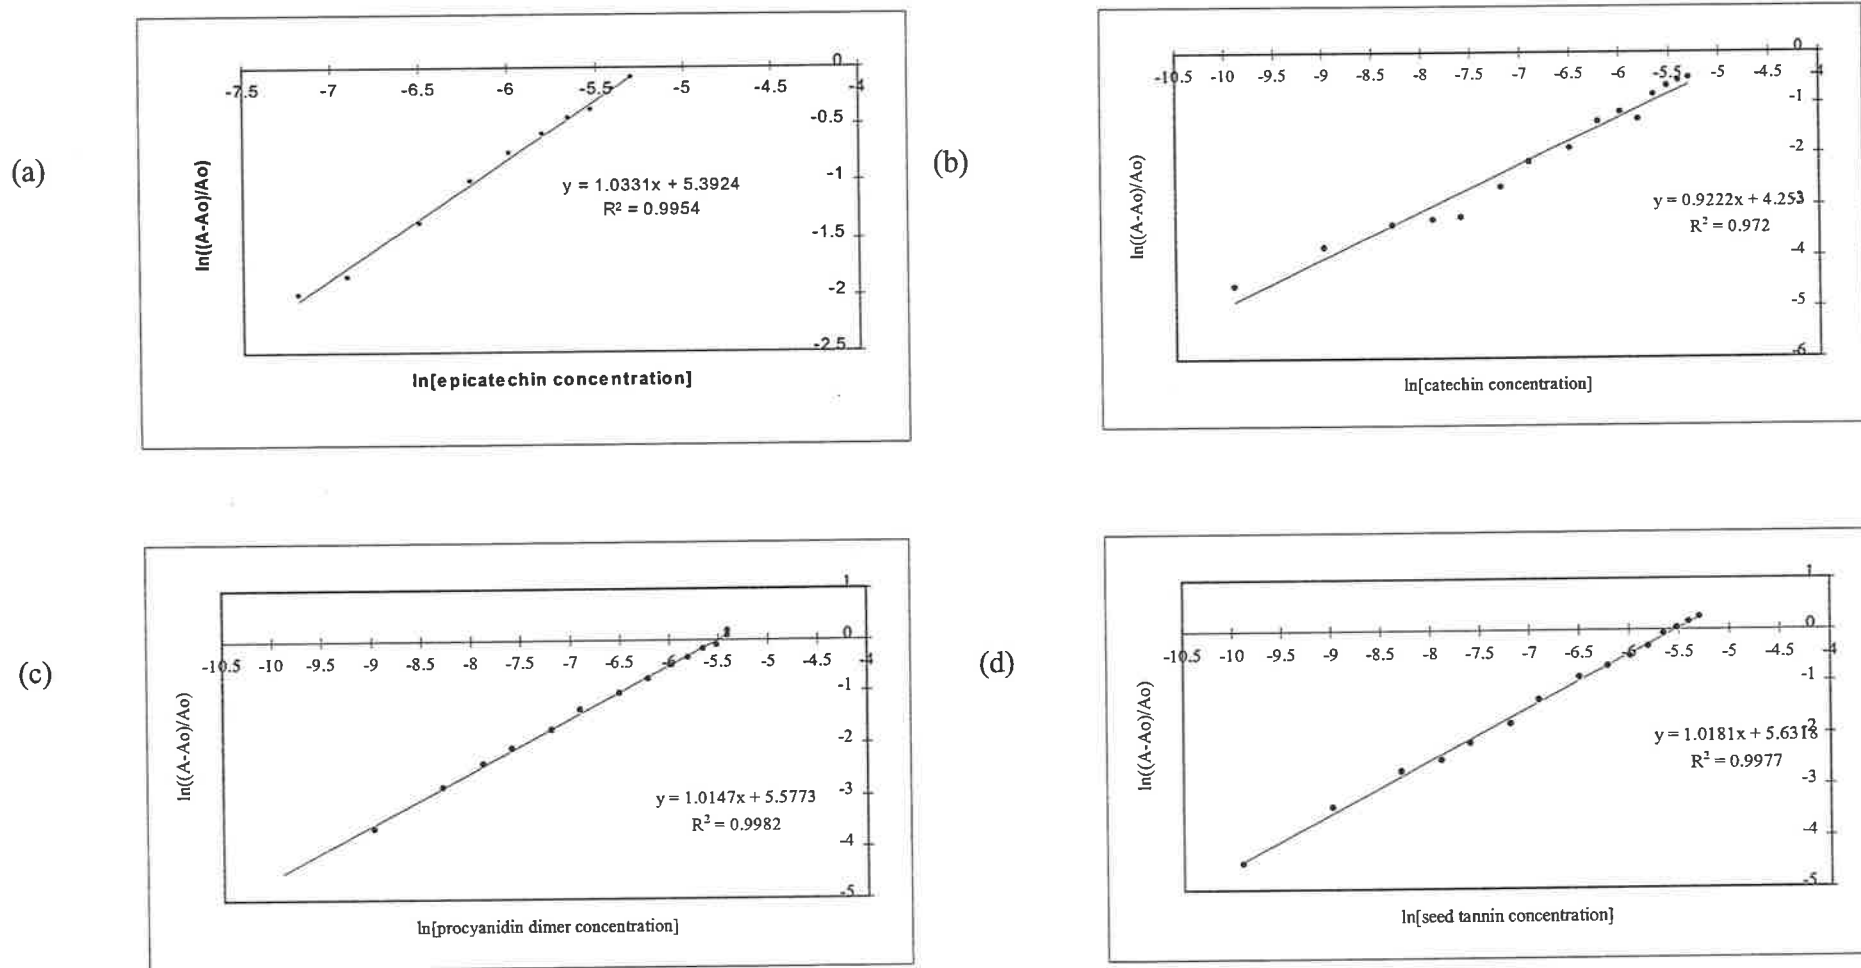 (a)
0
-7.5 -7 -6.5 -6 -5.5 -5 -4.5 -4
-0.5
-1
-1.5
-2
-2.5
ln((A-Ao)/Ao)
y = 1.0331x + 5.3924
R² = 0.9954
ln[epicatechin concentration]
(b)
0
-10.5 -10 -9.5 -9 -8.5 -8 -7.5 -7 -6.5 -6 -5.5 -5 -4.5 -4
-1
-2
-3
-4
-5
-6
ln((A-Ao)/Ao)
y = 0.9222x + 4.253
R² = 0.972
ln[catechin concentration]
(c)
1
0
-10.5 -10 -9.5 -9 -8.5 -8 -7.5 -7 -6.5 -6 -5.5 -5 -4.5 -4
-1
-2
-3
-4
-5
ln((A-Ao)/Ao)
y = 1.0147x + 5.5773
R² = 0.9982
ln[procyanidin dimer concentration]
(d)
1
0
-10.5 -10 -9.5 -9 -8.5 -8 -7.5 -7 -6.5 -6 -5.5 -5 -4.5 -4
-1
-2
-3
-4
-5
ln((A-Ao)/Ao)
y = 1.0181x + 5.6318
R² = 0.9977
ln[seed tannin concentration]